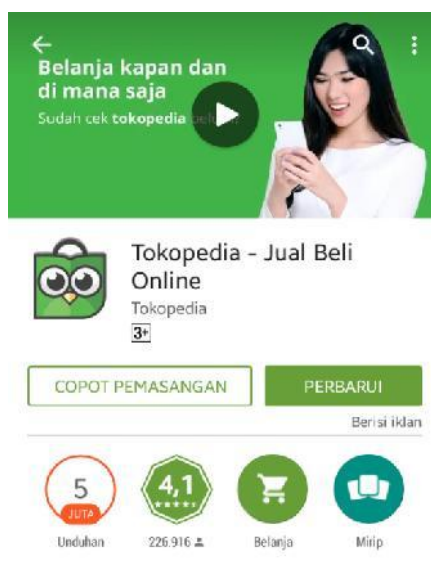 Belanja kapan dan
di mana saja
Sudah cek tokopedia
Tokopedia - Jual Beli
Online
Tokopedia
3+
COPOT PEMASANGAN
PERBARUI
Berisi iklan
5
JUTA
4,1
Unduhan
226.916
Belanja
Mirip